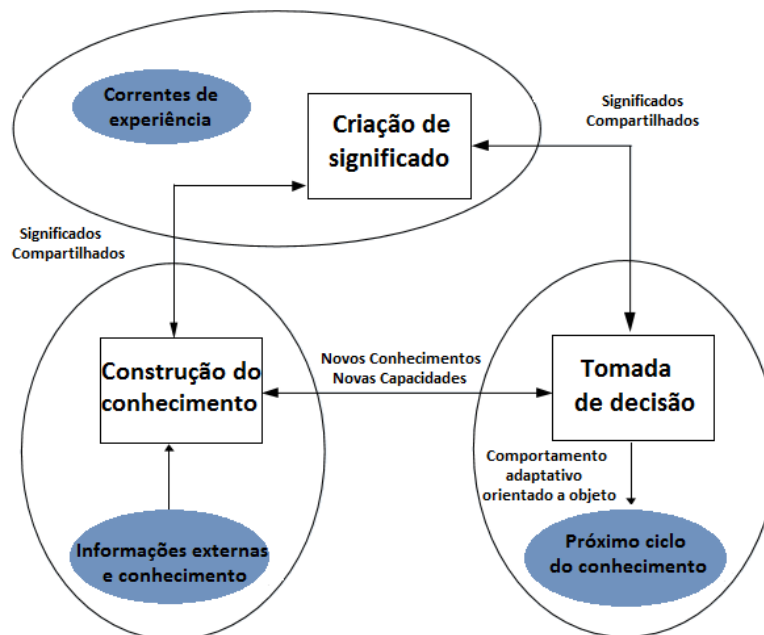 Correntes de
experiência
Criação de
significado
Significados
Compartilhados
Significados
Compartilhados
Construção do
conhecimento
Novos Conhecimentos
Novas Capacidades
Tomada
de decisão
Comportamento
adaptativo
orientado a objeto
Informações externas
e conhecimento
Próximo ciclo
do conhecimento